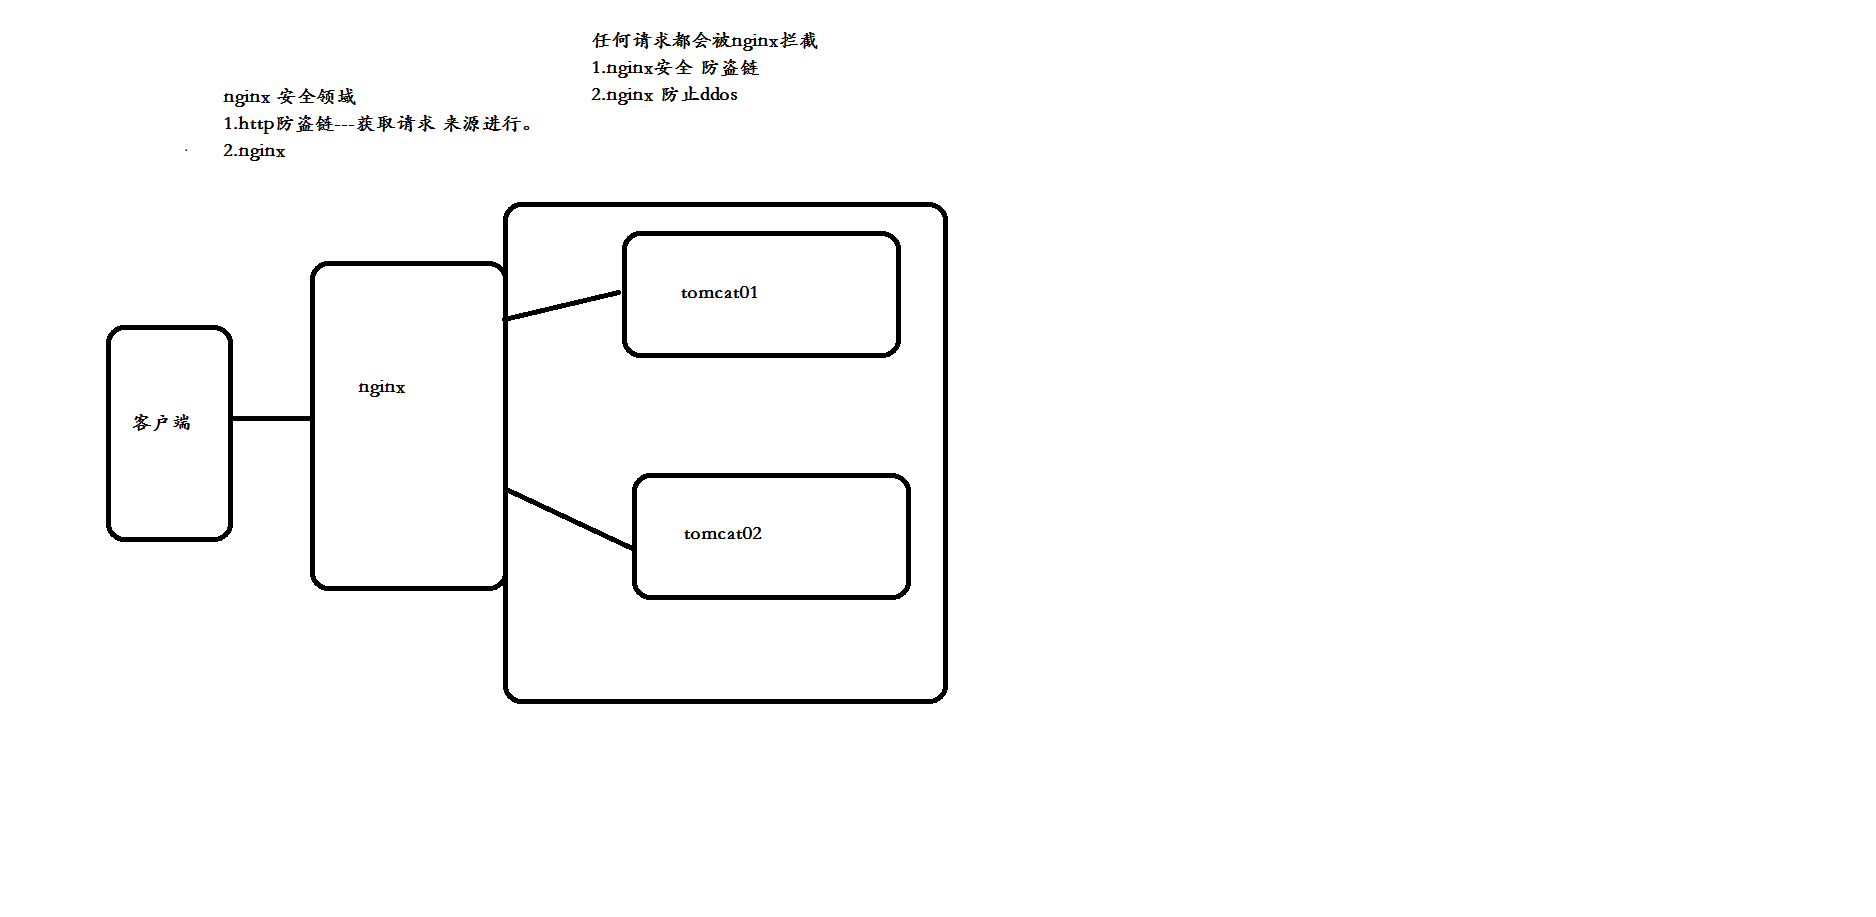 任何请求都会被nginx拦截
1.nginx安全 防盗链
2.nginx 防止ddos
nginx 安全领域
1.http防盗链---获取请求 来源进行。
2.nginx
tomcat01
nginx
客户端
tomcat02